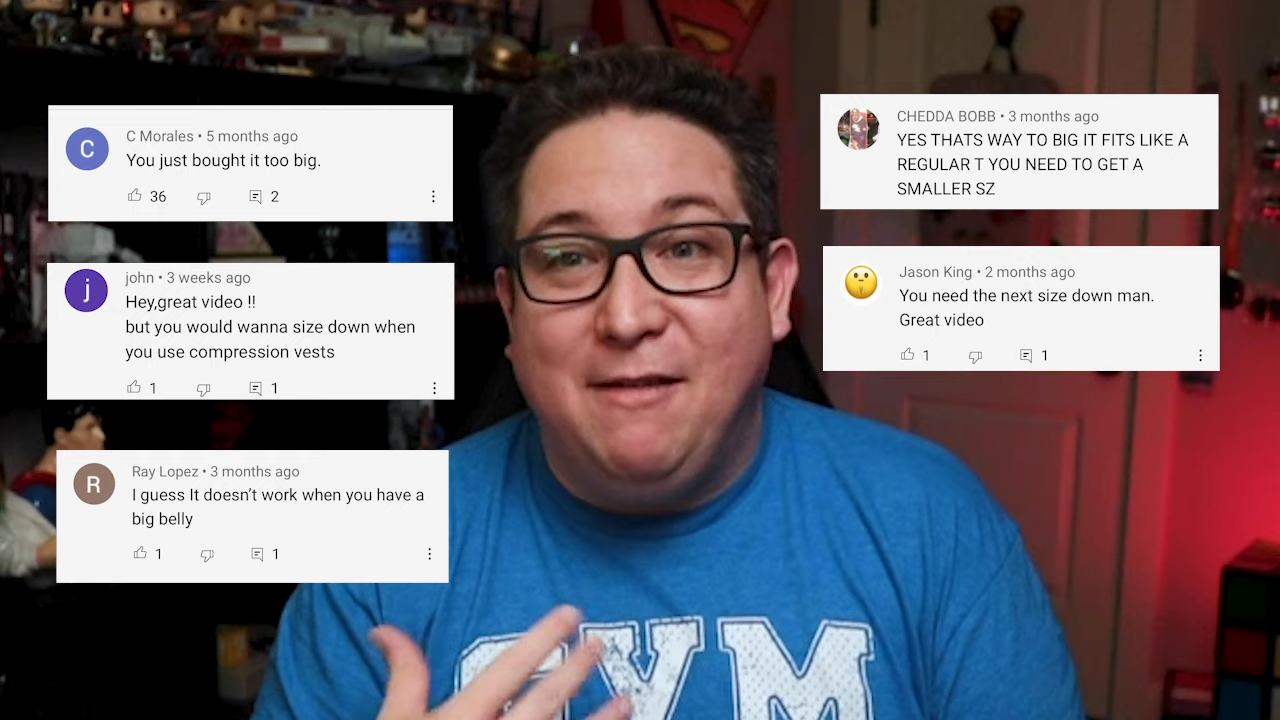 C Morales • 5 months ago
You just bought it too big.
36 2
john • 3 weeks ago
Hey,great video !!
but you would wanna size down when
you use compression vests
1 1
Ray Lopez • 3 months ago
I guess It doesn't work when you have a
big belly
1 1
CHEDDA BOBB • 3 months ago
YES THATS WAY TO BIG IT FITS LIKE A
REGULAR T YOU NEED TO GET A
SMALLER SZ
Jason King • 2 months ago
You need the next size down man.
Great video
1 1
GYM